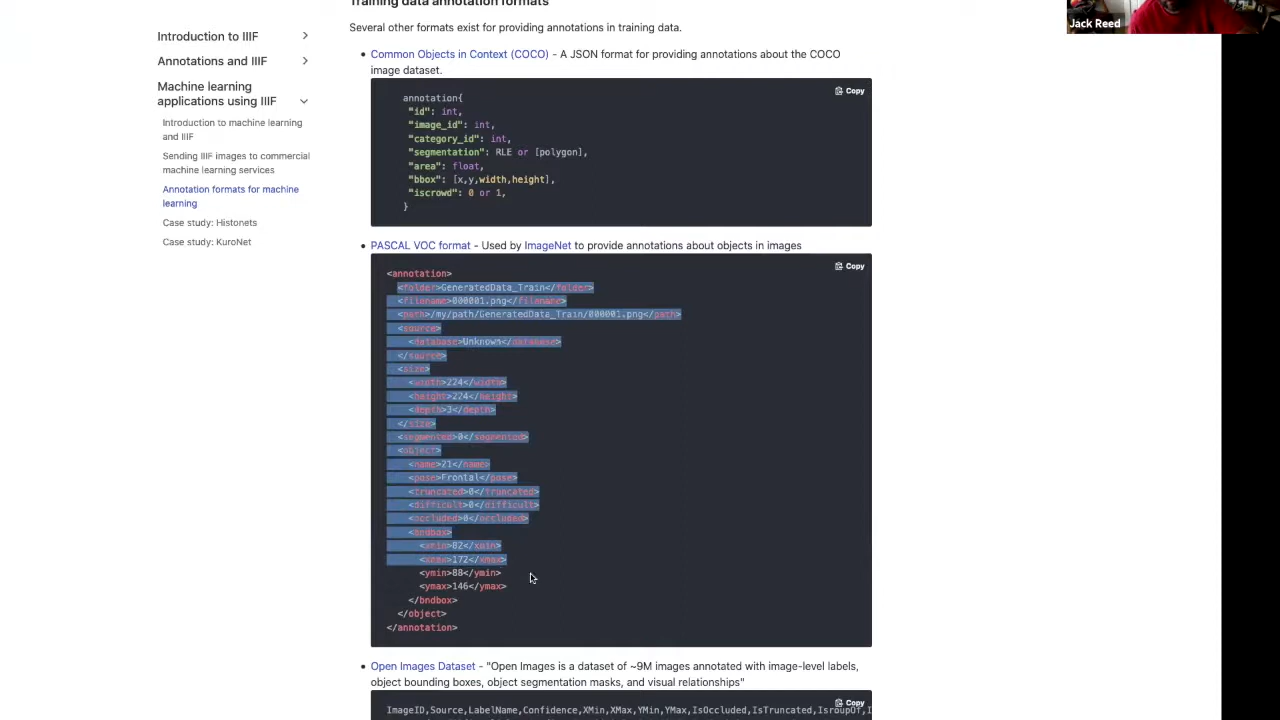 Training data annotation formats
Jack Reed
Several other formats exist for providing annotations in training data.
Introduction to IIIF
Annotations and IIIF
Machine learning
applications using IIIF
Introduction to machine learning
and IIIF
Sending IIIF images to commercial
machine learning services
Annotation formats for machine
learning
Case study: Histonets
Case study: KuroNet
• Common Objects in Context (COCO) - A JSON format for providing annotations about the COCO
image dataset.
Copy
annotation{
"id": int,
"image_id": int,
"category_id": int,
"segmentation": RLE or [polygon],
"area": float,
"bbox": [x,y,width,height],
"iscrowd": 0 or 1,
}
• PASCAL VOC format - Used by ImageNet to provide annotations about objects in images
Copy
<annotation>
<folder>GeneratedData_Train</folder>
<filename>000001.png</filename>
<path>/my/path/GeneratedData_Train/000001.png</path>
<source>
<database>Unknown</database>
</source>
<size>
<width>224</width>
<height>224</height>
<depth>3</depth>
</size>
<segmented>0</segmented>
<object>
<name>21</name>
<pose>Frontal</pose>
<truncated>0</truncated>
<difficult>0</difficult>
<occluded>0</occluded>
<bndbox>
<xmin>82</xmin>
<xmax>172</xmax>
<ymin>88</ymin>
<ymax>146</ymax>
</bndbox>
</object>
</annotation>
• Open Images Dataset - "Open Images is a dataset of ~9M images annotated with image-level labels,
object bounding boxes, object segmentation masks, and visual relationships"
Copy
ImageID,Source,LabelName,Confidence,XMin,XMax,YMin,YMax,IsOccluded,IsTruncated,IsGroupOf,I